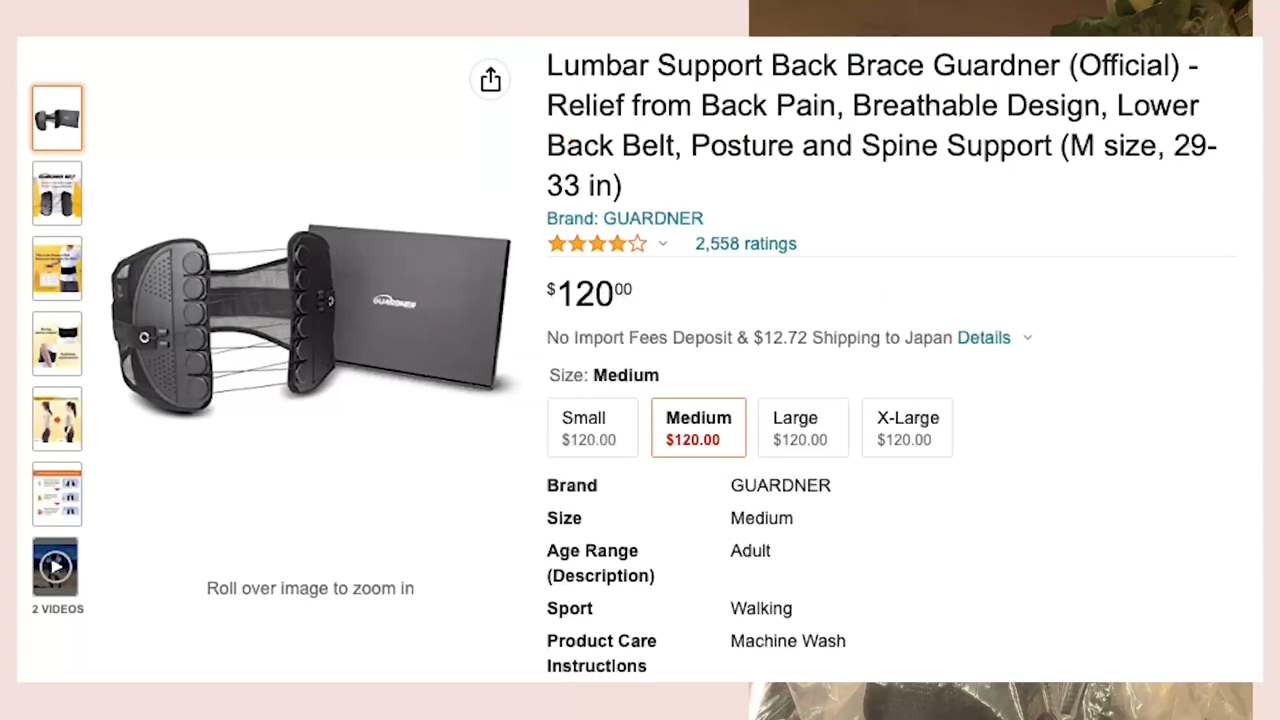 Lumbar Support Back Brace Guardner (Official) -
Relief from Back Pain, Breathable Design, Lower
Back Belt, Posture and Spine Support (M size, 29-
33 in)
Brand: GUARDNER
2,558 ratings
$120 00
No Import Fees Deposit & $12.72 Shipping to Japan Details
Size: Medium
Small Medium Large X-Large
$120.00 $120.00 $120.00 $120.00
Brand GUARDNER
Size Medium
Age Range Adult
(Description)
Sport Walking
Product Care Machine Wash
Instructions
GUARDNER
GUARDNER BELT
Roll over image to zoom in
2 VIDEOS